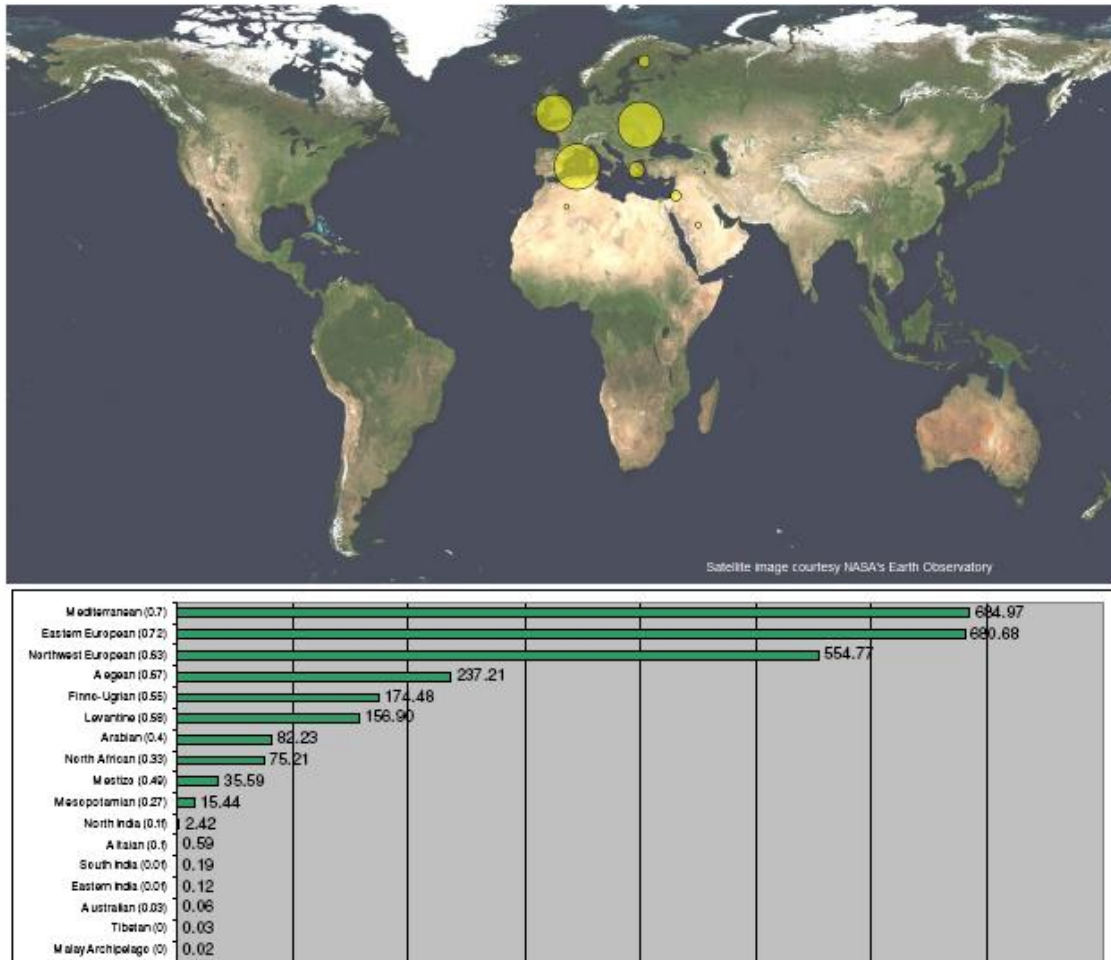 Satellite image courtesy NASA's Earth Observatory
Mediterranean (0.7) 684.97
Eastern European (0.72) 680.68
Northwest European (0.63) 554.77
Aegean (0.67) 237.21
Finno-Ugrian (0.55) 174.48
Levantine (0.58) 156.90
Arabian (0.4) 82.23
North African (0.33) 75.21
Mestizo (0.49) 35.59
Mesopotamian (0.27) 15.44
North India (0.11) 2.42
Altaian (0.1) 0.59
South India (0.01) 0.19
Eastern India (0.01) 0.12
Australian (0.03) 0.06
Tibetan (0) 0.03
Malay Archipelago (0) 0.02